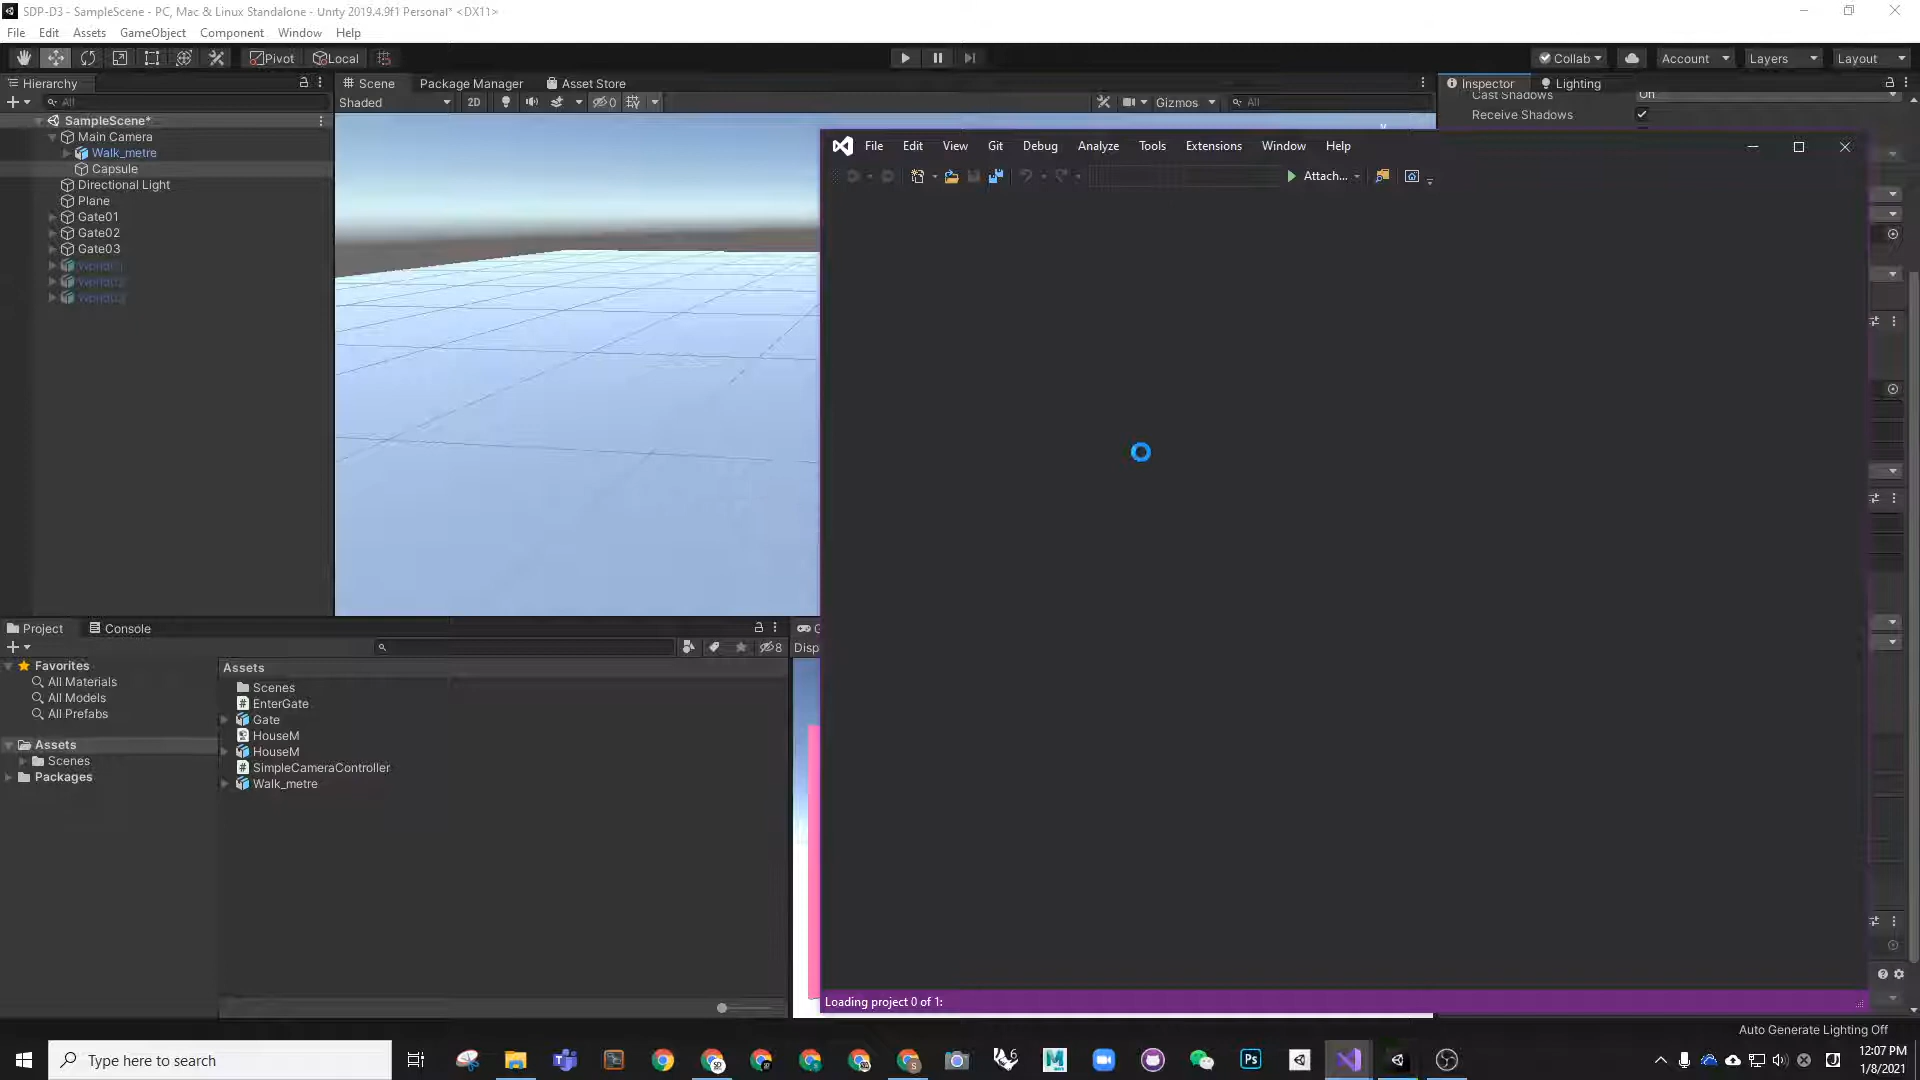 SDP-D3 - SampleScene - PC, Mac & Linux Standalone - Unity 2019.4.9f1 Personal* <DX11>
File Edit Assets GameObject Component Window Help
Pivot Local Collab Account Layers Layout
Hierarchy Scene Package Manager Asset Store Inspector Lighting
All Shaded 2D 0 Gizmos All Cast Shadows On
Receive Shadows
SampleScene*
Main Camera
Walk_metre
Capsule
Directional Light
Plane
Gate01
Gate02
Gate03
File Edit View Git Debug Analyze Tools Extensions Window Help
Attach...
Project Console
8 Disp
Favorites
All Materials
All Models
All Prefabs
Assets
Scenes
Packages
Assets
Scenes
EnterGate
Gate
HouseM
HouseM
SimpleCameraController
Walk_metre
Loading project 0 of 1:
Auto Generate Lighting Off
Type here to search
Ps
12:07 PM
1/8/2021